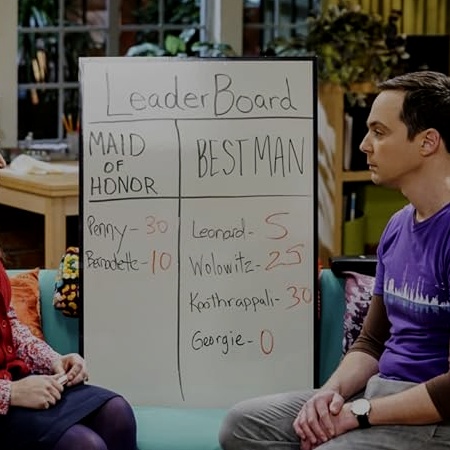 LeaderBoard
MAID
OF
HONOR
BEST MAN
Penny- 30
Bernadette- 10
Leonard- 5
Wolowitz- 25
Koothrappali- 30
Georgie- 0